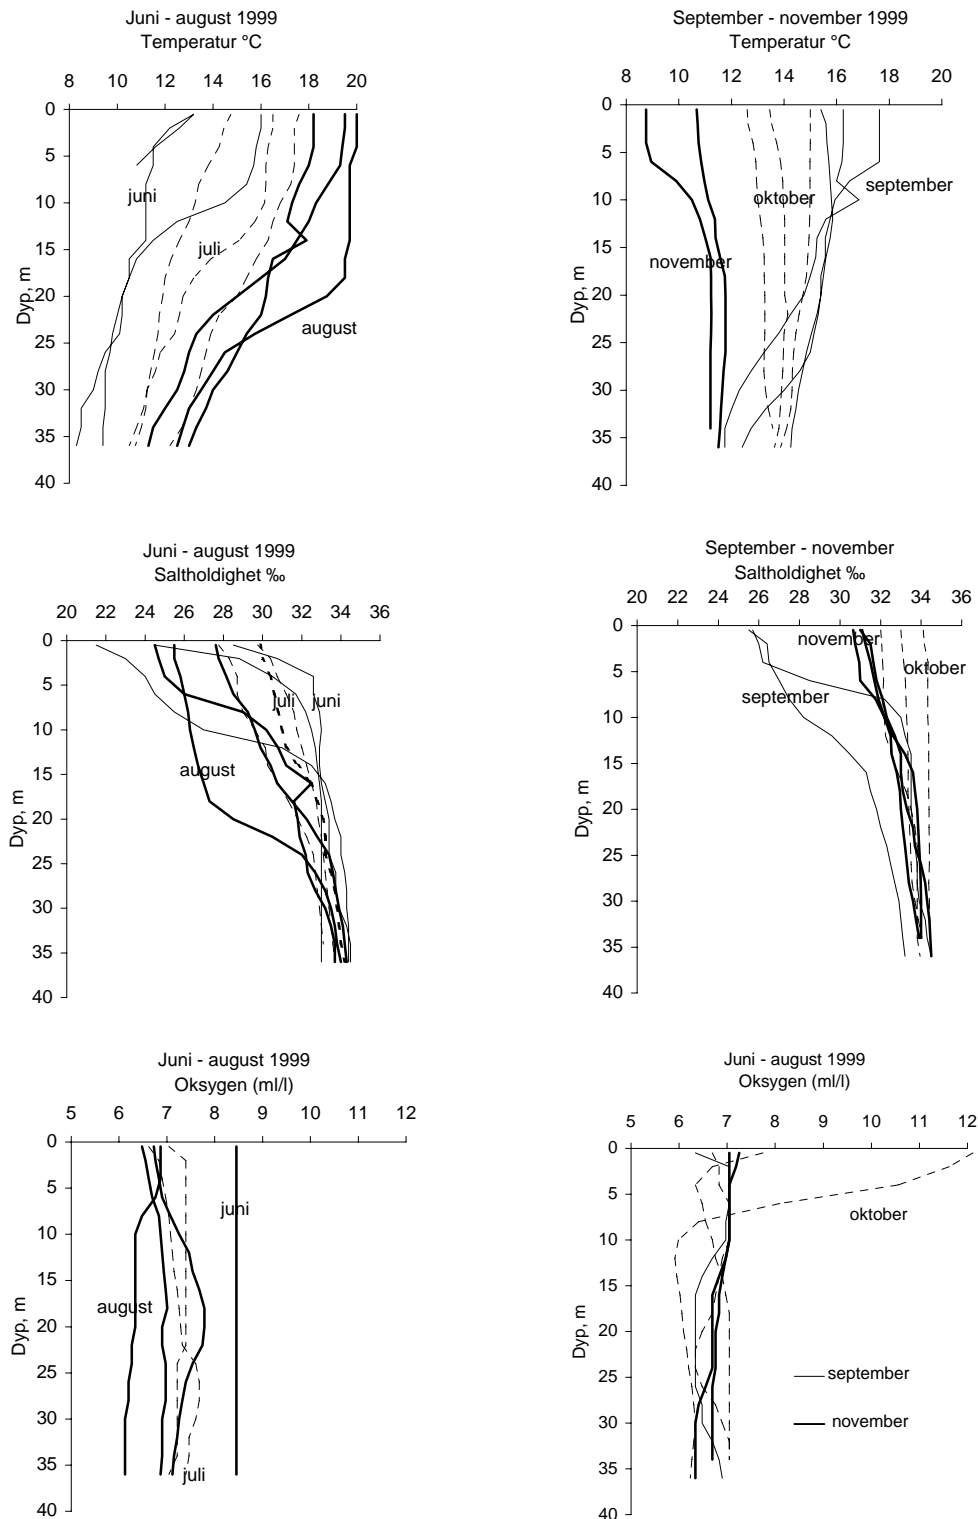 Juni - august 1999
Temperatur °C
8 10 12 14 16 18 20
0
5
10
15
20
25
30
35
40
Dyp, m
juni
juli
august
September - november 1999
Temperatur °C
8 10 12 14 16 18 20
0
5
10
15
20
25
30
35
40
Dyp, m
september
oktober
november
Juni - august 1999
Saltholdighet ‰
20 22 24 26 28 30 32 34 36
0
5
10
15
20
25
30
35
40
Dyp, m
juli
juni
august
September - november
Saltholdighet ‰
20 22 24 26 28 30 32 34 36
0
5
10
15
20
25
30
35
40
Dyp, m
november
oktober
september
Juni - august 1999
Oksygen (ml/l)
5 6 7 8 9 10 11 12
0
5
10
15
20
25
30
35
40
Dyp, m
juni
august
juli
Juni - august 1999
Oksygen (ml/l)
5 6 7 8 9 10 11 12
0
5
10
15
20
25
30
35
40
Dyp, m
oktober
september
november